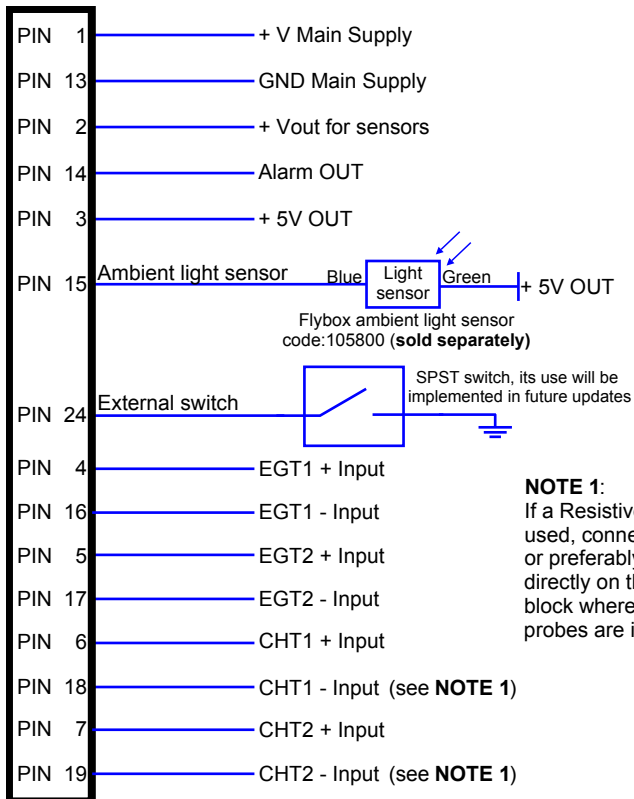 PIN 1 + V Main Supply
PIN 13 GND Main Supply
PIN 2 + Vout for sensors
PIN 14 Alarm OUT
PIN 3 + 5V OUT
PIN 15 Ambient light sensor Blue Light sensor Green + 5V OUT
Flybox ambient light sensor
code:105800 (sold separately)
SPST switch, its use will be
implemented in future updates
PIN 24 External switch
PIN 4 EGT1 + Input
PIN 16 EGT1 - Input
PIN 5 EGT2 + Input
PIN 17 EGT2 - Input
PIN 6 CHT1 + Input
PIN 18 CHT1 - Input (see NOTE 1)
PIN 7 CHT2 + Input
PIN 19 CHT2 - Input (see NOTE 1)
NOTE 1:
If a
used,
or preferably
directly on
block where
probes are